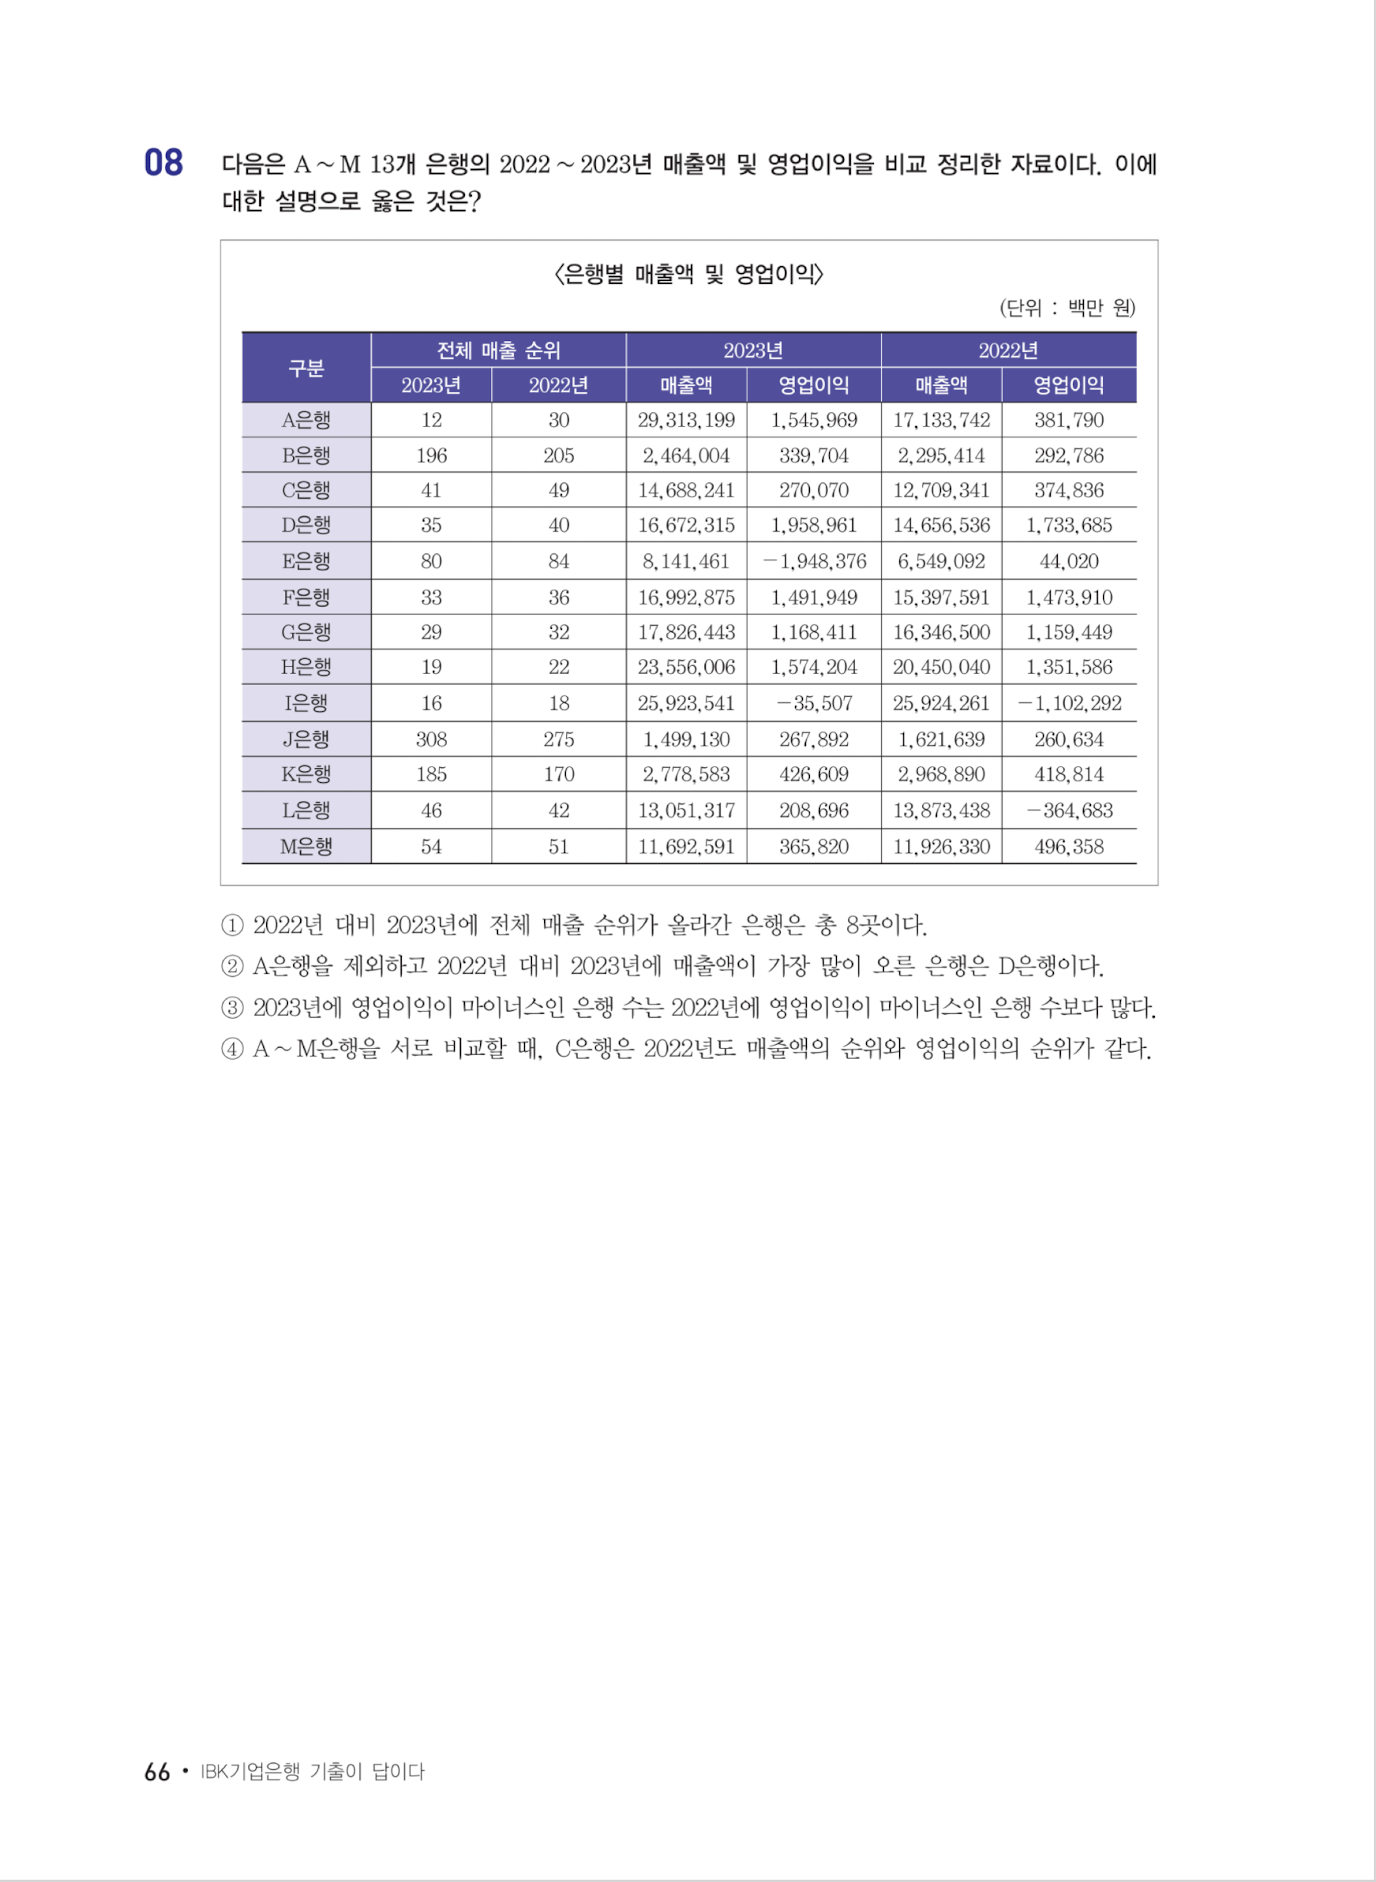 08 다음은 A ~ M 13개 은행의 2022 ~ 2023년 매출액 및 영업이익을 비교 정리한 자료이다. 이에
대한 설명으로 옳은 것은?
〈은행별 매출액 및 영업이익〉
(단위 : 백만 원)
구분 전체 매출 순위 2023년 2022년
2023년 2022년 매출액 영업이익 매출액 영업이익
A은행 12 30 29,313,199 1,545,969 17,133,742 381,790
B은행 196 205 2,464,004 339,704 2,295,414 292,786
C은행 41 49 14,688,241 270,070 12,709,341 374,836
D은행 35 40 16,672,315 1,958,961 14,656,536 1,733,685
E은행 80 84 8,141,461 -1,948,376 6,549,092 44,020
F은행 33 36 16,992,875 1,491,949 15,397,591 1,473,910
G은행 29 32 17,826,443 1,168,411 16,346,500 1,159,449
H은행 19 22 23,556,006 1,574,204 20,450,040 1,351,586
I은행 16 18 25,923,541 -35,507 25,924,261 -1,102,292
J은행 308 275 1,499,130 267,892 1,621,639 260,634
K은행 185 170 2,778,583 426,609 2,968,890 418,814
L은행 46 42 13,051,317 208,696 13,873,438 -364,683
M은행 54 51 11,692,591 365,820 11,926,330 496,358
① 2022년 대비 2023년에 전체 매출 순위가 올라간 은행은 총 8곳이다.
② A은행을 제외하고 2022년 대비 2023년에 매출액이 가장 많이 오른 은행은 D은행이다.
③ 2023년에 영업이익이 마이너스인 은행 수는 2022년에 영업이익이 마이너스인 은행 수보다 많다.
④ A ~ M은행을 서로 비교할 때, C은행은 2022년도 매출액의 순위와 영업이익의 순위가 같다.
66 • IBK기업은행 기출이 답이다